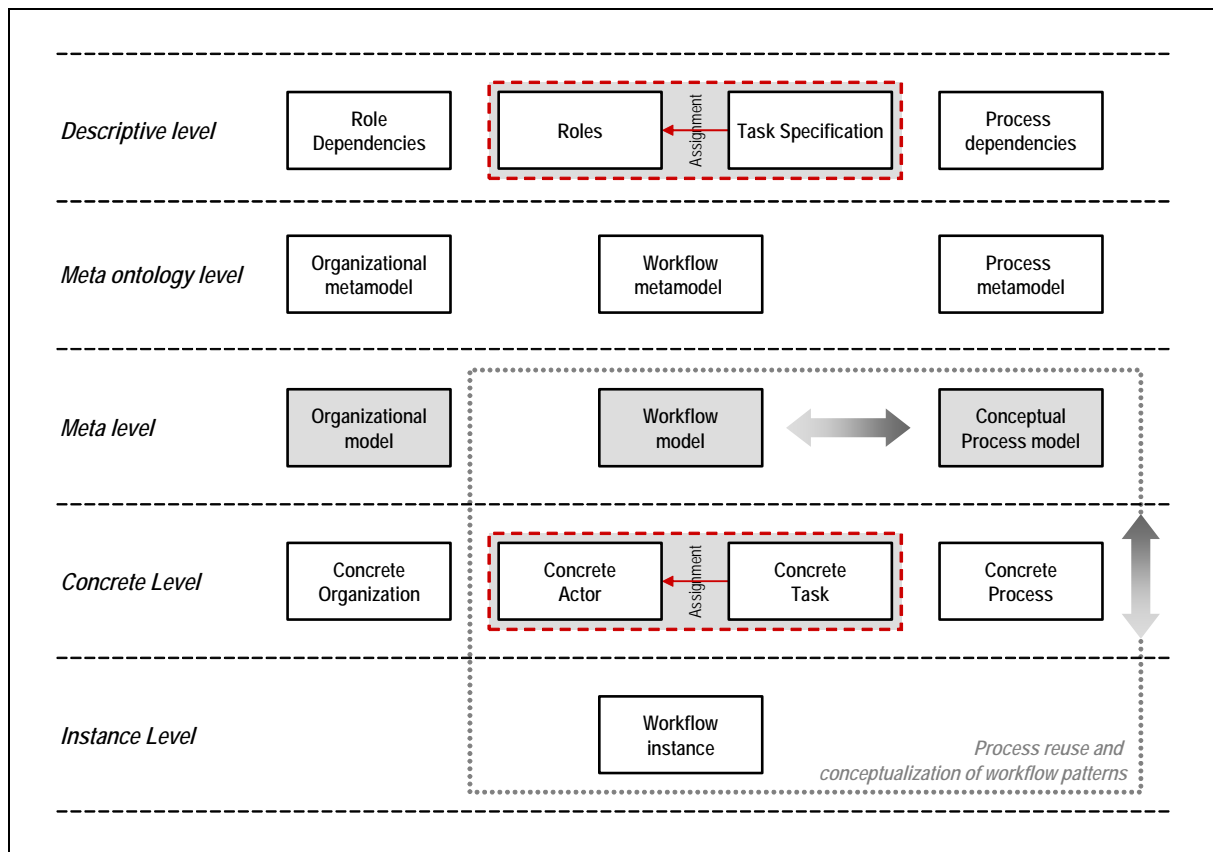 Descriptive level
Role
Dependencies
Roles
Assignment
Task Specification
Process
dependencies
Meta ontology level
Organizational
metamodel
Workflow
metamodel
Process
metamodel
Meta level
Organizational
model
Workflow
model
Conceptual
Process model
Concrete Level
Concrete
Organization
Concrete
Actor
Assignment
Concrete
Task
Concrete
Process
Instance Level
Workflow
instance
Process reuse and
conceptualization of workflow patterns